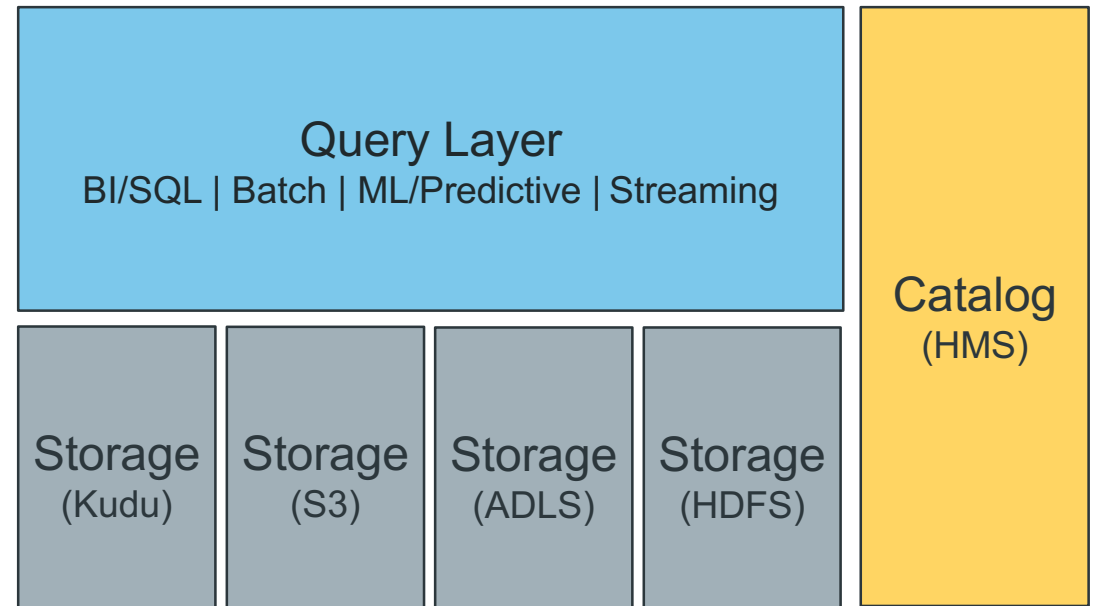 Query Layer
BI/SQL | Batch | ML/Predictive | Streaming
Catalog
(HMS)
Storage
(Kudu)
Storage
(S3)
Storage
(ADLS)
Storage
(HDFS)